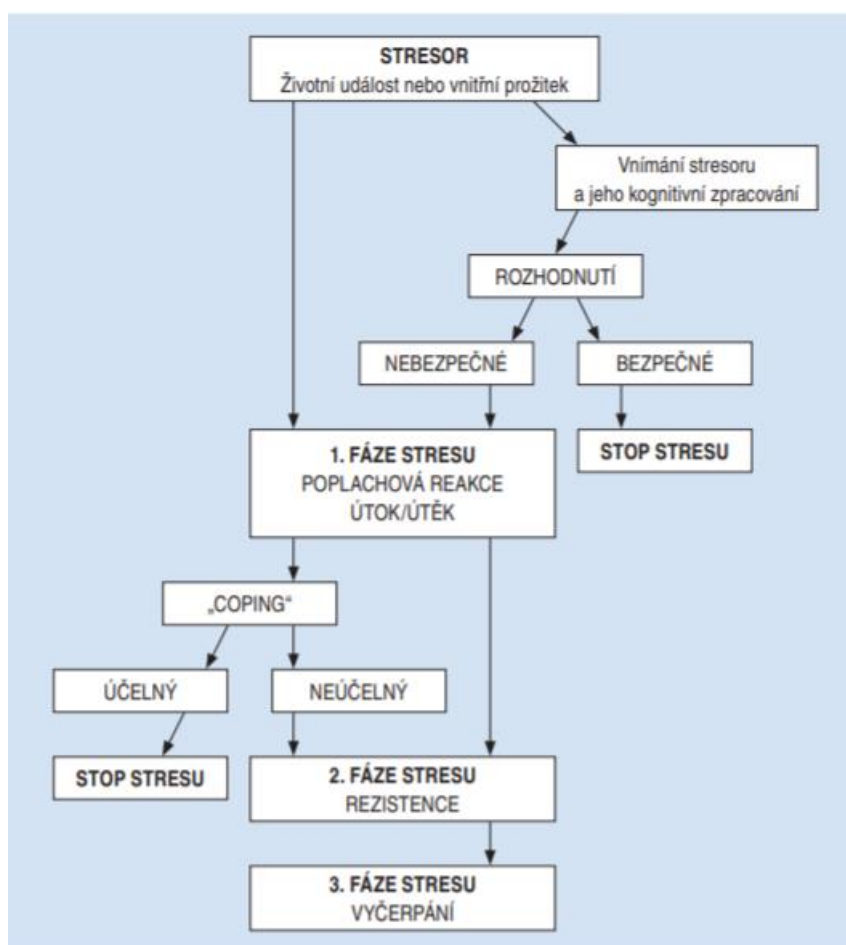 STRESOR
Životní událost nebo vnitřní prožitek
Vnímání stresoru
a jeho kognitivní zpracování
ROZHODNUTÍ
NEBEZPEČNÉ
BEZPEČNÉ
1. FÁZE STRESU
POPLACHOVÁ REAKCE
ÚTOK/ÚTĚK
STOP STRESU
„COPING“
ÚČELNÝ
NEÚČELNÝ
STOP STRESU
2. FÁZE STRESU
REZISTENCE
3. FÁZE STRESU
VYČERPÁNÍ